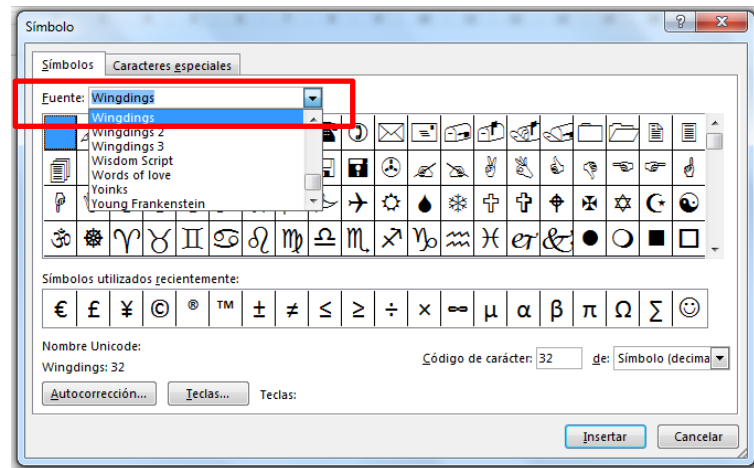 Símbolo
Símbolos Caracteres especiales
Fuente: Wingdings
Wingdings
Wingdings 2
Wingdings 3
Wisdom Script
Words of love
Yoinks
Young Frankenstein
Símbolos utilizados recientemente:
€ £ ¥ © ® ™ ± ≠ ≤ ≥ ÷ × ∞ µ α β π Ω ∑ ☺
Nombre Unicode:
Wingdings: 32
Código de carácter: 32 de: Símbolo (decima
Autocorrección... Teclas... Teclas:
Insertar Cancelar